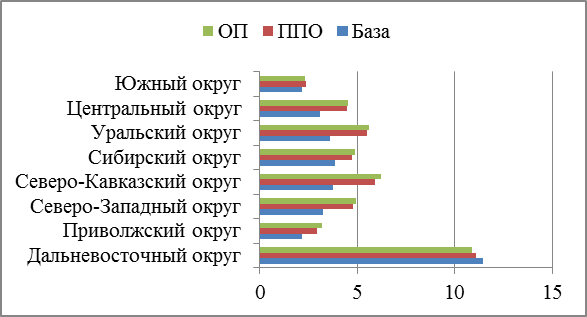 ОП ППО База
Южный округ
Центральный округ
Уральский округ
Сибирский округ
Северо-Кавказский округ
Северо-Западный округ
Приволжский округ
Дальневосточный округ
0 5 10 15